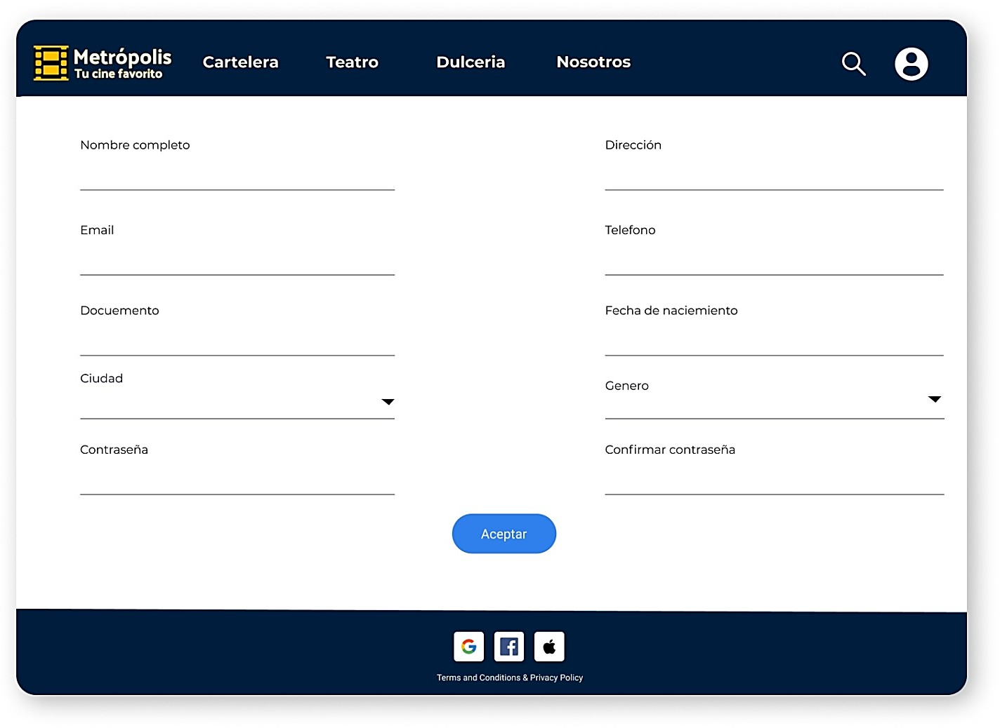 Metrópolis
Tu cine favorito
Cartelera
Teatro
Dulceria
Nosotros
Nombre completo
Dirección
Email
Telefono
Docuemento
Fecha de naciemiento
Ciudad
Genero
Contraseña
Confirmar contraseña
Aceptar
Terms and Conditions & Privacy Policy